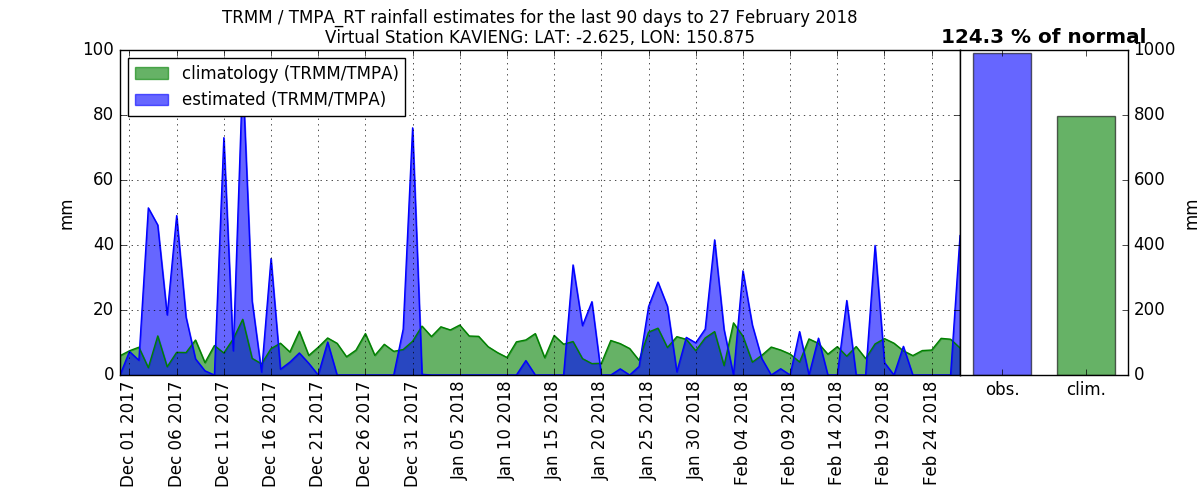 TRMM / TMPA_RT rainfall estimates for the last 90 days to 27 February 2018
Virtual Station KAVIENG: LAT: -2.625, LON: 150.875
124.3 % of normal
climatology (TRMM/TMPA)
estimated (TRMM/TMPA)
100
80
60
40
20
0
mm
1000
800
600
400
200
0
mm
obs.
clim.
Dec 01 2017
Dec 06 2017
Dec 11 2017
Dec 16 2017
Dec 21 2017
Dec 26 2017
Dec 31 2017
Jan 05 2018
Jan 10 2018
Jan 15 2018
Jan 20 2018
Jan 25 2018
Jan 30 2018
Feb 04 2018
Feb 09 2018
Feb 14 2018
Feb 19 2018
Feb 24 2018